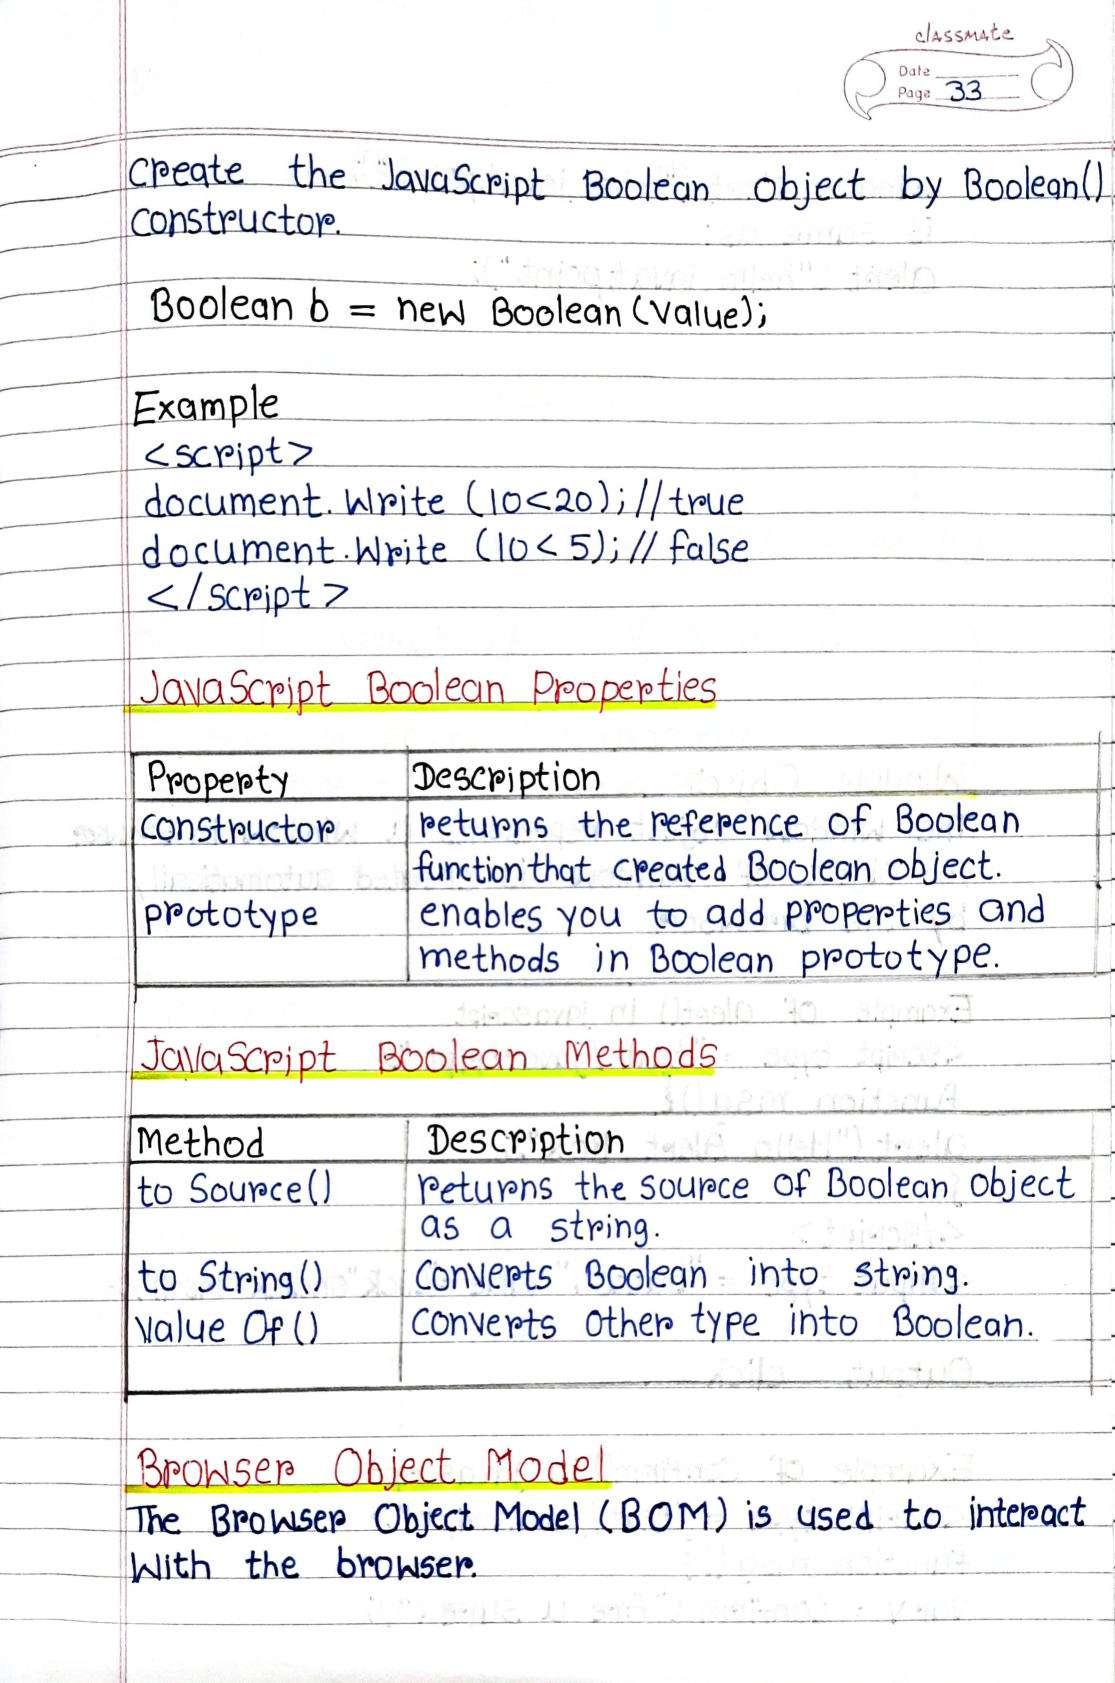 classmate
Date
Page 33
Create the JavaScript Boolean object by Boolean()
constructor.
Boolean b = new Boolean (value);
Example
<script>
document.write (10<20); // true
document.write (10<5); // false
</script>
JavaScript Boolean Properties
Property Description
constructor returns the reference of Boolean
function that created Boolean object.
prototype enables you to add properties and
methods in Boolean prototype.
JavaScript Boolean Methods
Method Description
to Source() returns the source of Boolean object
as a string.
to String() converts Boolean into string.
value Of() converts other type into Boolean.
Browser Object Model
The Browser Object Model (BOM) is used to interact
with the browser.